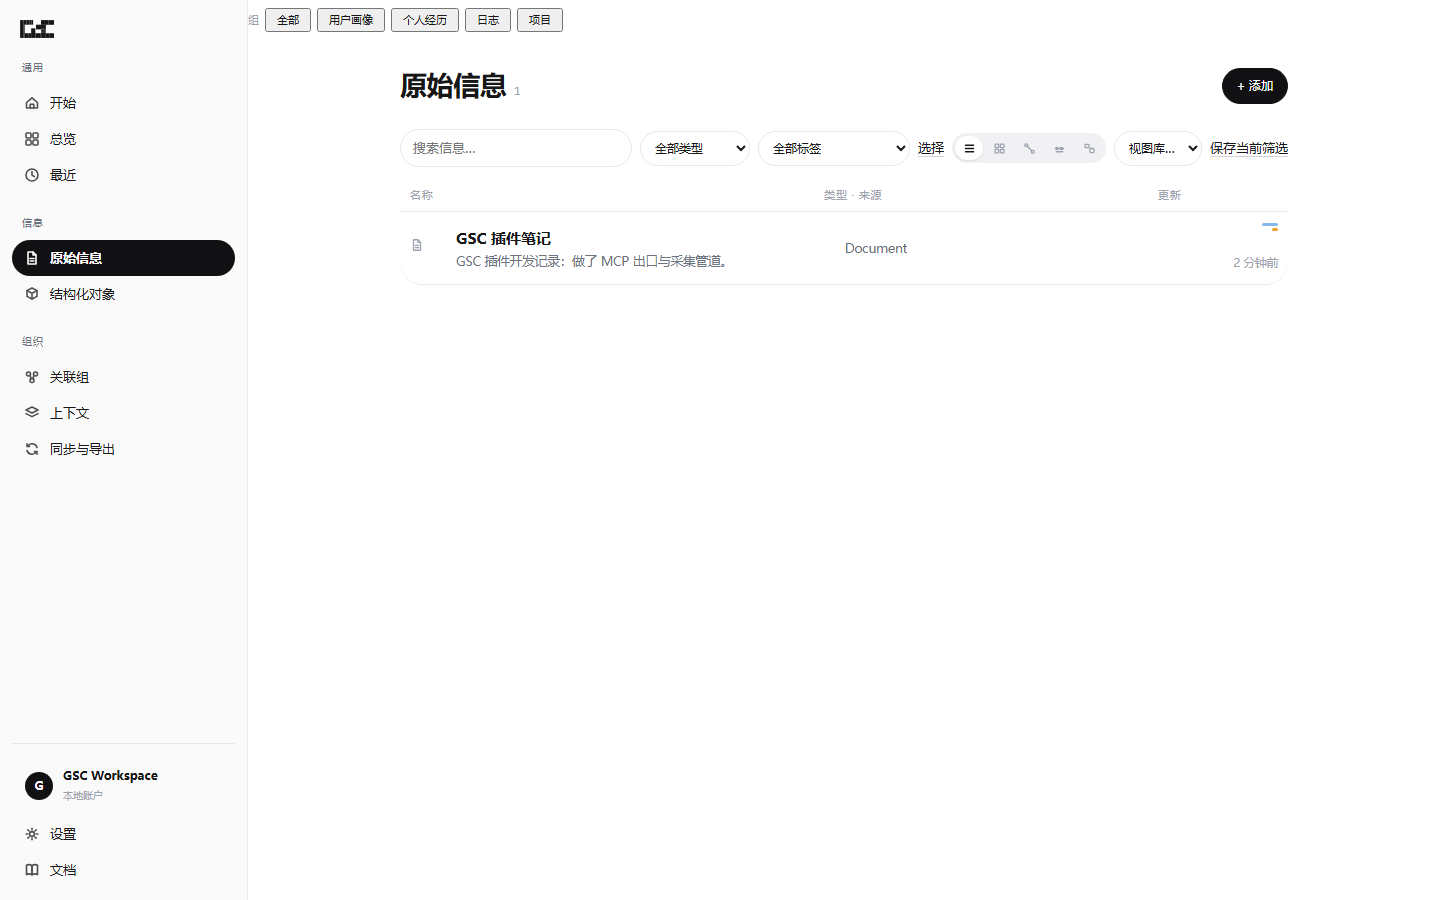 GSC
通用
开始
总览
最近
信息
原始信息
结构化对象
组织
关联组
上下文
同步与导出
G
GSC Workspace
本地账户
设置
文档
组 全部 用户画像 个人经历 日志 项目
原始信息 1
+ 添加
搜索信息... 全部类型 全部标签 选择 视图库... 保存当前筛选
名称 类型 · 来源 更新
GSC 插件笔记
GSC 插件开发记录：做了 MCP 出口与采集管道。
Document
2 分钟前